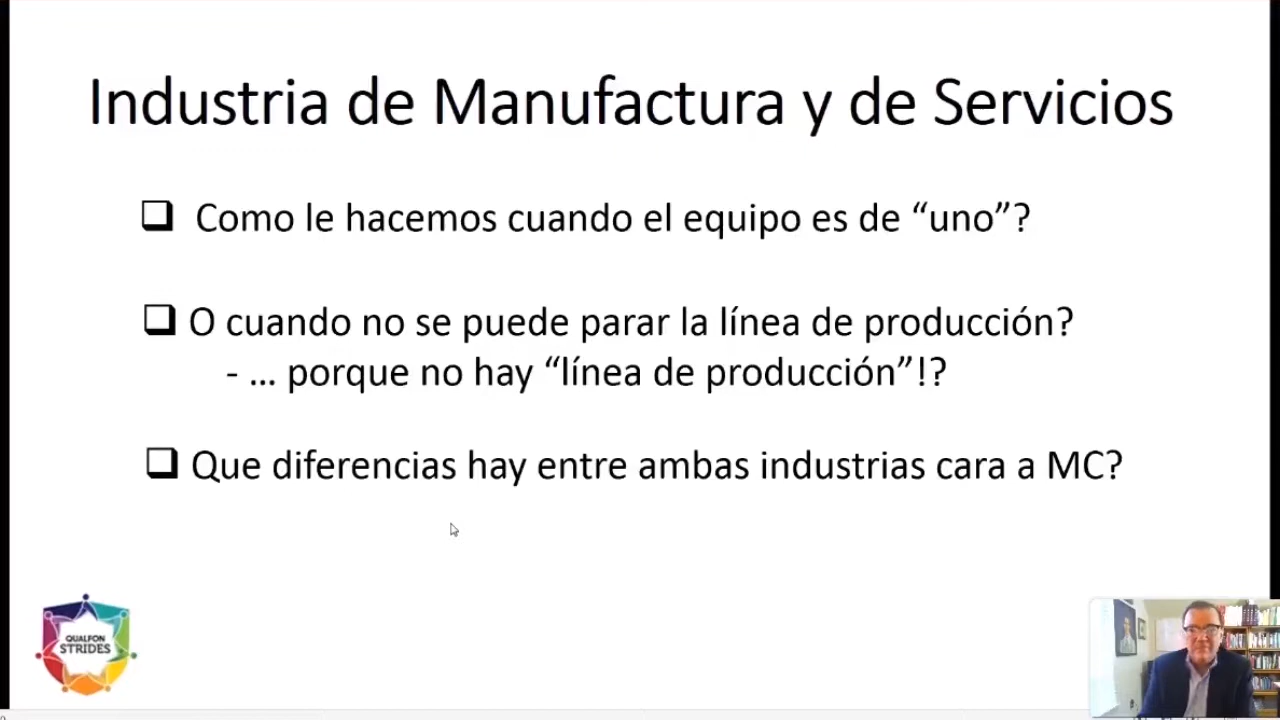 Industria de Manufactura y de Servicios
Como le hacemos cuando el equipo es de “uno”?
O cuando no se puede parar la línea de producción?
- ... porque no hay “línea de producción”!?
Que diferencias hay entre ambas industrias cara a MC?
QUALFON
STRIDES